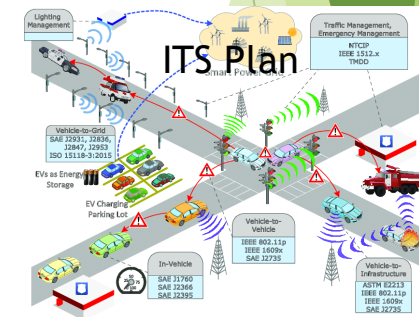 Lighting
Management
Traffic Management,
Emergency Management
NTCIP
IEEE 1512.x
TMDD
ITS Plan
Smart Power Grid
Vehicle-to-Grid
SAE J2931, J2836,
J2847, J2953
ISO 15118-3:2015
EVs as Energy
Storage
EV Charging
Parking Lot
Vehicle-to-
Vehicle
IEEE 802.11p
IEEE 1609x
SAE J2735
In-Vehicle
SAE J1760
SAE J2366
SAE J2395
Vehicle-to-
Infrastructure
ASTM E2213
IEEE 802.11p
IEEE 1609x
SAE J2735